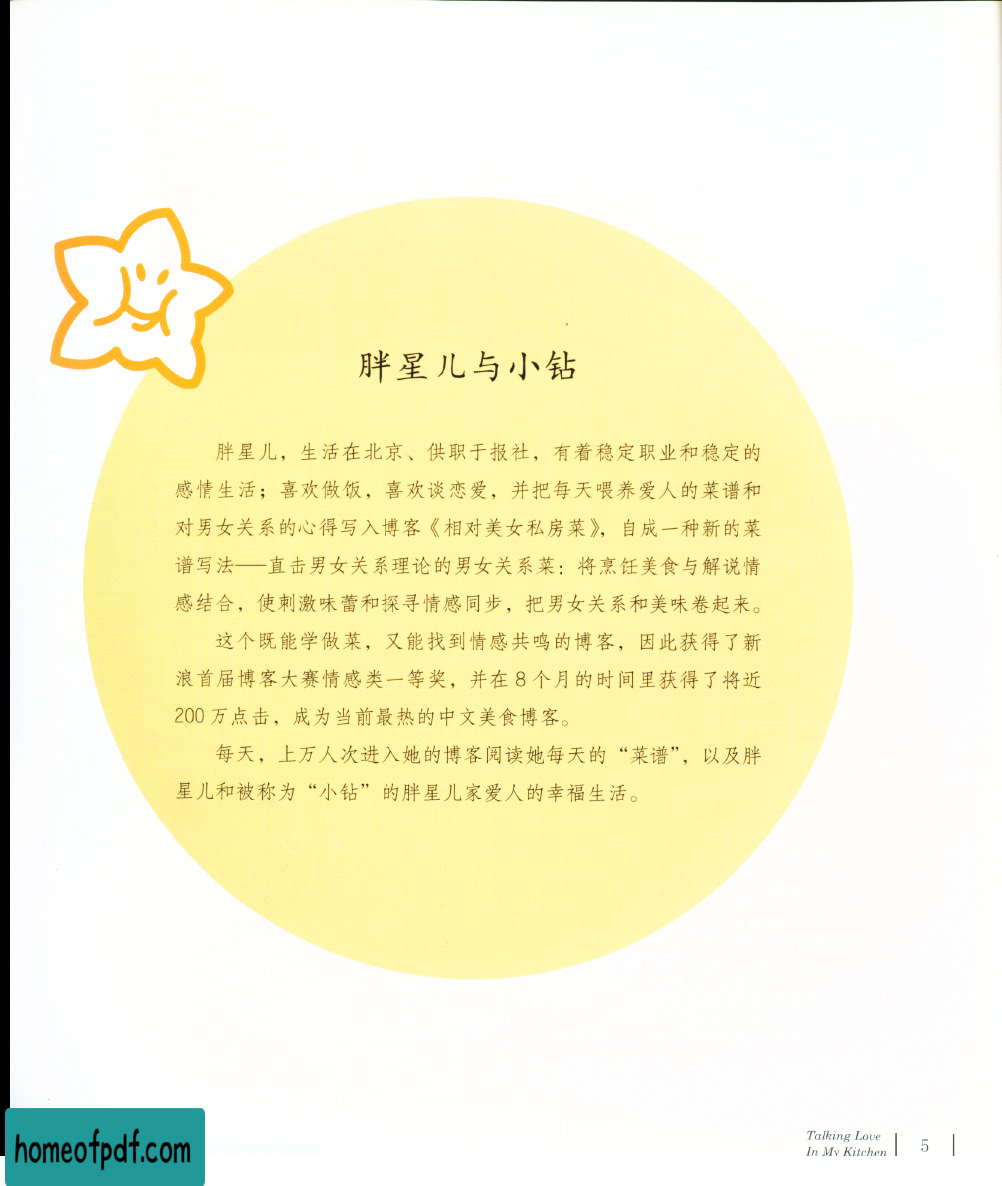 胖星儿与小钻
胖星儿，生活在北京、供职于报社，有着稳定职业和稳定的
感情生活；喜欢做饭，喜欢谈恋爱，并把每天喂养爱人的菜谱和
对男女关系的心得写入博客《相对美女私房菜》，自成一种新的菜
谱写法——直击男女关系理论的男女关系菜：将烹饪美食与解说情
感结合，使刺激味蕾和探寻情感同步，把男女关系和美味卷起来。
这个既能学做菜，又能找到情感共鸣的博客，因此获得了新
浪首届博客大赛情感类一等奖，并在8个月的时间里获得了将近
200万点击，成为当前最热的中文美食博客。
每天，上万人次进入她的博客阅读她每天的“菜谱”，以及胖
星儿和被称为“小钻”的胖星儿家爱人的幸福生活。
Talking Love
In My Kitchen
5
homeofpdf.com